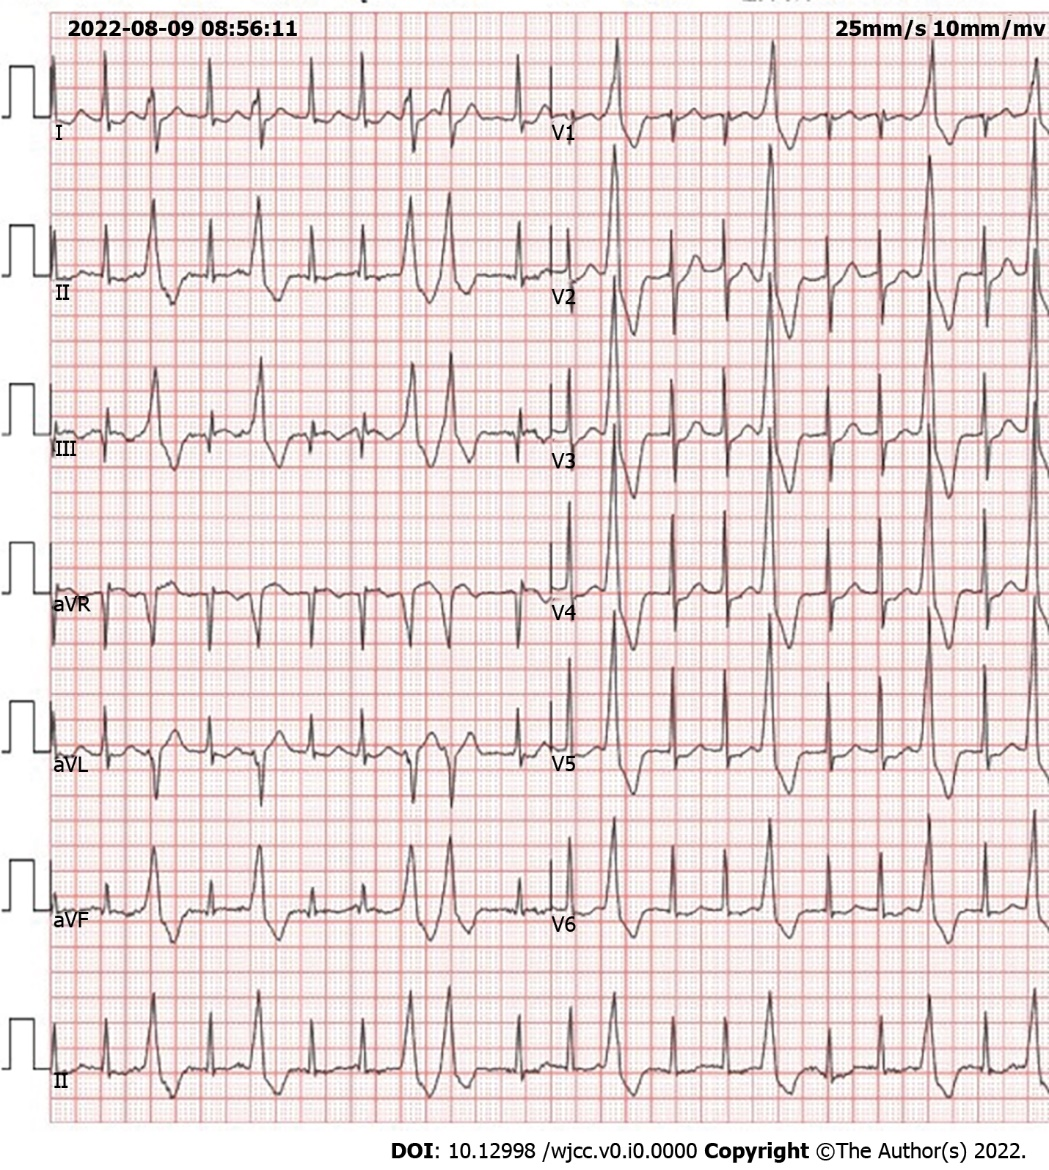 2022-08-09 08:56:11 25mm/s 10mm/mv
I V1
II V2
III V3
aVR V4
aVL V5
aVF V6
II
DOI: 10.12998 /wjcc.v0.i0.0000 Copyright ©The Author(s) 2022.